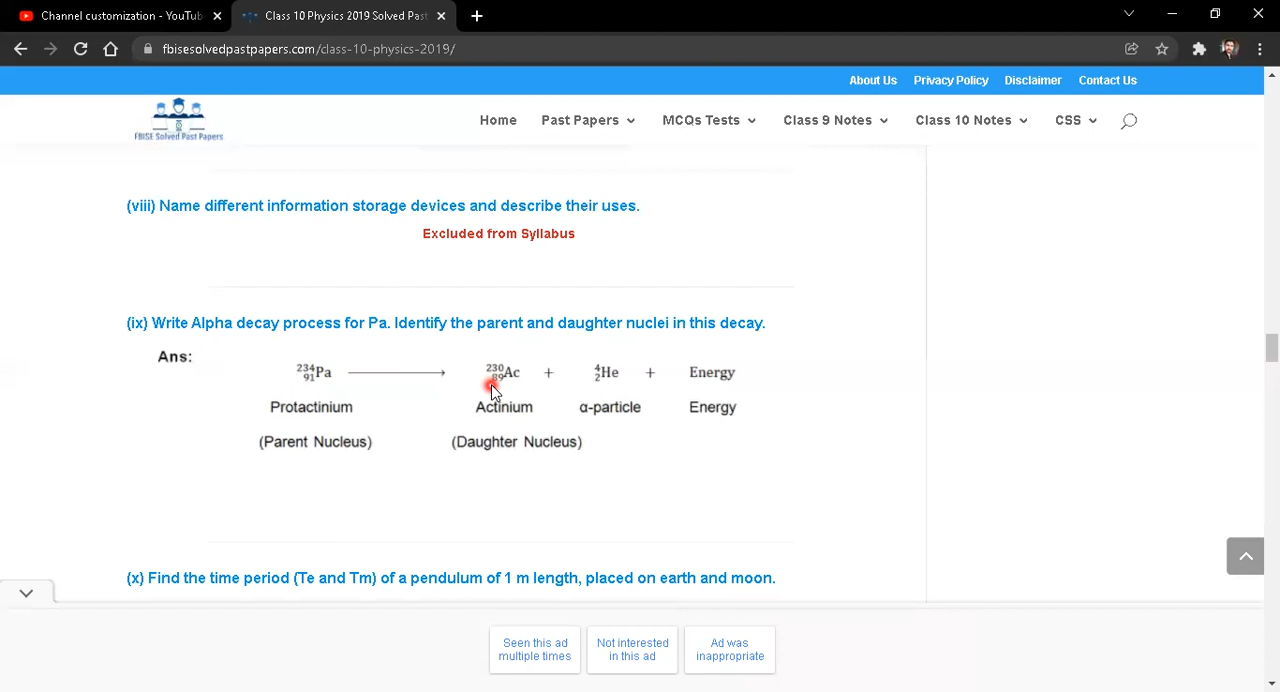 Channel customization - YouTub
Class 10 Physics 2019 Solved Past
fbisesolvedpastpapers.com/class-10-physics-2019/
About Us Privacy Policy Disclaimer Contact Us
FBISE Solved Past Papers
Home Past Papers MCQs Tests Class 9 Notes Class 10 Notes CSS
(viii) Name different information storage devices and describe their uses.
Excluded from Syllabus
(ix) Write Alpha decay process for Pa. Identify the parent and daughter nuclei in this decay.
Ans:
²³⁴₉₁Pa ⟶ ²³⁰₈₉Ac + ⁴₂He + Energy
Protactinium Actinium α-particle Energy
(Parent Nucleus) (Daughter Nucleus)
(x) Find the time period (Te and Tm) of a pendulum of 1 m length, placed on earth and moon.
Seen this ad
multiple times
Not interested
in this ad
Ad was
inappropriate